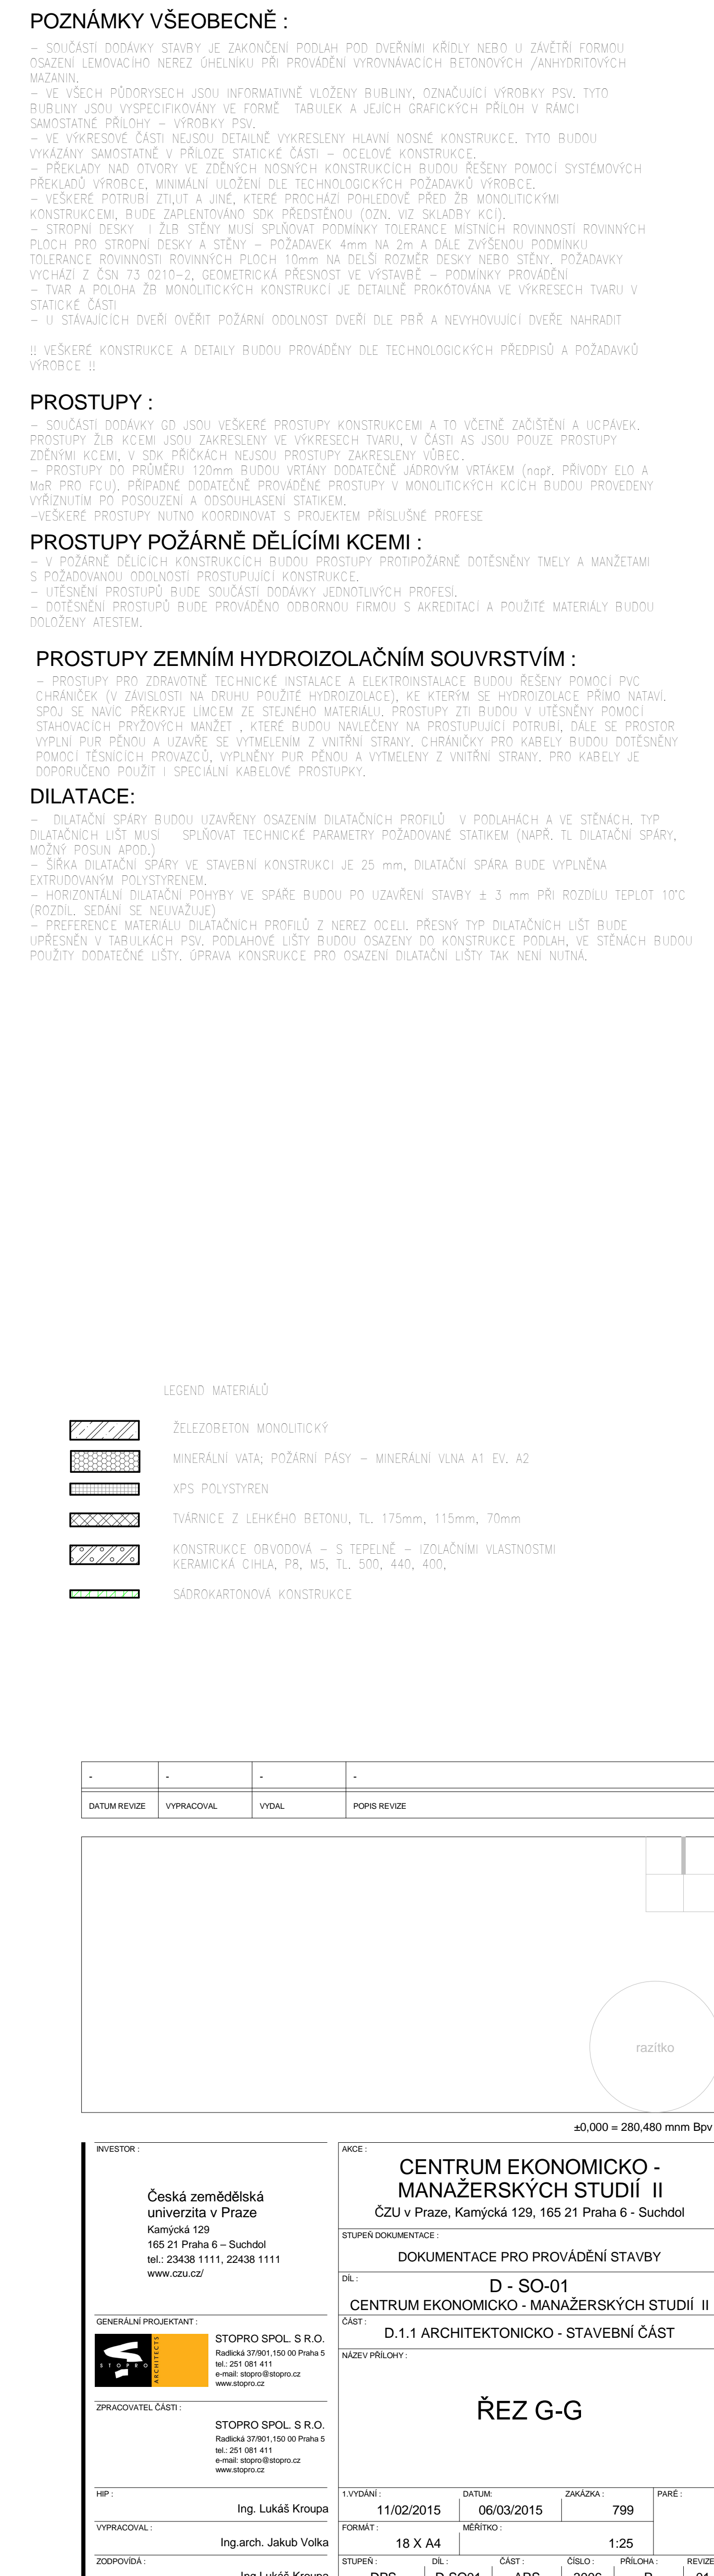 POZNÁMKY VŠEOBECNĚ :
– SOUČÁSTÍ DODÁVKY STAVBY JE ZAKONČENÍ PODLAH POD DVEŘNÍMI KŘÍDLY NEBO U ZÁVĚTŘÍ FORMOU
OSAZENÍ LEMOVACÍHO NEREZ ÚHELNÍKU PŘI PROVÁDĚNÍ VYROVNÁVACÍCH BETONOVÝCH /ANHYDRITOVÝCH
MAZANIN.
– VE VŠECH PŮDORYSECH JSOU INFORMATIVNĚ VLOŽENY BUBLINY, OZNAČUJÍCÍ VÝROBKY PSV. TYTO
BUBLINY JSOU VYSPECIFIKOVÁNY VE FORMĚ TABULEK A JEJICH GRAFICKÝCH PŘÍLOH V RÁMCI
SAMOSTATNÉ PŘÍLOHY – VÝROBKY PSV.
– VE VÝKRESOVÉ ČÁSTI NEJSOU DETAILNĚ VYKRESLENY HLAVNÍ NOSNÉ KONSTRUKCE. TYTO BUDOU
VYKÁZÁNY SAMOSTATNĚ V PŘÍLOZE STATICKÉ ČÁSTI – OCELOVÉ KONSTRUKCE.
– PŘEKLADY NAD OTVORY VE ZDĚNÝCH NOSNÝCH KONSTRUKCÍCH BUDOU ŘEŠENY POMOCÍ SYSTÉMOVÝCH
PŘEKLADŮ VÝROBCE, MINIMÁLNÍ ULOŽENÍ DLE TECHNOLOGICKÝCH POŽADAVKŮ VÝROBCE.
– VEŠKERÉ POTRUBÍ ZTI,UT A JINÉ, KTERÉ PROCHÁZÍ POHLEDOVĚ PŘED ŽB MONOLITICKÝMI
KONSTRUKCEMI, BUDE ZAPLENTOVÁNO SDK PŘEDSTĚNOU (OZN. VIZ SKLADBY KCÍ).
– STROPNÍ DESKY I ŽLB STĚNY MUSÍ SPLŇOVAT PODMÍNKY TOLERANCE MÍSTNÍCH ROVINNOSTÍ ROVINNÝCH
PLOCH PRO STROPNÍ DESKY A STĚNY – POŽADAVEK 4mm NA 2m A DÁLE ZVÝŠENOU PODMÍNKU
TOLERANCE ROVINNOSTI ROVINNÝCH PLOCH 10mm NA DELŠÍ ROZMĚR DESKY NEBO STĚNY. POŽADAVKY
VYCHÁZÍ Z ČSN 73 0210–2, GEOMETRICKÁ PŘESNOST VE VÝSTAVBĚ – PODMÍNKY PROVÁDĚNÍ
– TVAR A POLOHA ŽB MONOLITICKÝCH KONSTRUKCÍ JE DETAILNĚ PROKÓTOVÁNA VE VÝKRESECH TVARU V
STATICKÉ ČÁSTI
– U STÁVAJÍCÍCH DVEŘÍ OVĚŘIT POŽÁRNÍ ODOLNOST DVEŘÍ DLE PBŘ A NEVYHOVUJÍCÍ DVEŘE NAHRADIT
!! VEŠKERÉ KONSTRUKCE A DETAILY BUDOU PROVÁDĚNY DLE TECHNOLOGICKÝCH PŘEDPISŮ A POŽADAVKŮ
VÝROBCE !!
PROSTUPY :
– SOUČÁSTÍ DODÁVKY GD JSOU VEŠKERÉ PROSTUPY KONSTRUKCEMI A TO VČETNĚ ZAČIŠTĚNÍ A UCPÁVEK.
PROSTUPY ŽLB KCEMI JSOU ZAKRESLENY VE VÝKRESECH TVARU, V ČÁSTI AS JSOU POUZE PROSTUPY
ZDĚNÝMI KCEMI, V SDK PŘÍČKÁCH NEJSOU PROSTUPY ZAKRESLENY VŮBEC.
– PROSTUPY DO PRŮMĚRU 120mm BUDOU VRTÁNY DODATEČNĚ JÁDROVÝM VRTÁKEM (např. PŘÍVODY ELO A
MaR PRO FCU). PŘÍPADNÉ DODATEČNĚ PROVÁDĚNÉ PROSTUPY V MONOLITICKÝCH KCÍCH BUDOU PROVEDENY
VYŘÍZNUTÍM PO POSOUZENÍ A ODSOUHLASENÍ STATIKEM.
–VEŠKERÉ PROSTUPY NUTNO KOORDINOVAT S PROJEKTEM PŘÍSLUŠNÉ PROFESE
PROSTUPY POŽÁRNĚ DĚLÍCÍMI KCEMI :
– V POŽÁRNĚ DĚLÍCÍCH KONSTRUKCÍCH BUDOU PROSTUPY PROTIPOŽÁRNĚ DOTĚSNĚNY TMELY A MANŽETAMI
S POŽADOVANOU ODOLNOSTÍ PROSTUPUJÍCÍ KONSTRUKCE.
– UTĚSNĚNÍ PROSTUPŮ BUDE SOUČÁSTÍ DODÁVKY JEDNOTLIVÝCH PROFESÍ.
– DOTĚSNĚNÍ PROSTUPŮ BUDE PROVÁDĚNO ODBORNOU FIRMOU S AKREDITACÍ A POUŽITÉ MATERIÁLY BUDOU
DOLOŽENY ATESTEM.
PROSTUPY ZEMNÍM HYDROIZOLAČNÍM SOUVRSTVÍM :
– PROSTUPY PRO ZDRAVOTNĚ TECHNICKÉ INSTALACE A ELEKTROINSTALACE BUDOU ŘEŠENY POMOCÍ PVC
CHRÁNIČEK (V ZÁVISLOSTI NA DRUHU POUŽITÉ HYDROIZOLACE), KE KTERÝM SE HYDROIZOLACE PŘÍMO NATAVÍ.
SPOJ SE NAVÍC PŘEKRYJE LÍMCEM ZE STEJNÉHO MATERIÁLU. PROSTUPY ZTI BUDOU V UTĚSNĚNY POMOCÍ
STAHOVACÍCH PRYŽOVÝCH MANŽET , KTERÉ BUDOU NAVLEČENY NA PROSTUPUJÍCÍ POTRUBÍ, DÁLE SE PROSTOR
VYPLNÍ PUR PĚNOU A UZAVŘE SE VYTMELENÍM Z VNITŘNÍ STRANY. CHRÁNIČKY PRO KABELY BUDOU DOTĚSNĚNY
POMOCÍ TĚSNÍCÍCH PROVAZCŮ, VYPLNĚNY PUR PĚNOU A VYTMELENY Z VNITŘNÍ STRANY. PRO KABELY JE
DOPORUČENO POUŽÍT I SPECIÁLNÍ KABELOVÉ PROSTUPKY.
DILATACE:
– DILATAČNÍ SPÁRY BUDOU UZAVŘENY OSAZENÍM DILATAČNÍCH PROFILŮ V PODLAHÁCH A VE STĚNÁCH. TYP
DILATAČNÍCH LIŠT MUSÍ SPLŇOVAT TECHNICKÉ PARAMETRY POŽADOVANÉ STATIKEM (NAPŘ. TL DILATAČNÍ SPÁRY,
MOŽNÝ POSUN APOD.)
– ŠÍŘKA DILATAČNÍ SPÁRY VE STAVEBNÍ KONSTRUKCI JE 25 mm, DILATAČNÍ SPÁRA BUDE VYPLNĚNA
EXTRUDOVANÝM POLYSTYRENEM.
– HORIZONTÁLNÍ DILATAČNÍ POHYBY VE SPÁŘE BUDOU PO UZAVŘENÍ STAVBY ± 3 mm PŘI ROZDÍLU TEPLOT 10°C
(ROZDÍL. SEDÁNÍ SE NEUVAŽUJE)
– PREFERENCE MATERIÁLU DILATAČNÍCH PROFILŮ Z NEREZ OCELI. PŘESNÝ TYP DILATAČNÍCH LIŠT BUDE
UPŘESNĚN V TABULKÁCH PSV. PODLAHOVÉ LIŠTY BUDOU OSAZENY DO KONSTRUKCE PODLAH, VE STĚNÁCH BUDOU
POUŽITY DODATEČNÉ LIŠTY. ÚPRAVA KONSRUKCE PRO OSAZENÍ DILATAČNÍ LIŠTY TAK NENÍ NUTNÁ.
LEGEND MATERIÁLŮ
ŽELEZOBETON MONOLITICKÝ
MINERÁLNÍ VATA; POŽÁRNÍ PÁSY – MINERÁLNÍ VLNA A1 EV. A2
XPS POLYSTYREN
TVÁRNICE Z LEHKÉHO BETONU, TL. 175mm, 115mm, 70mm
KONSTRUKCE OBVODOVÁ – S TEPELNĚ – IZOLAČNÍMI VLASTNOSTMI
KERAMICKÁ CIHLA, P8, M5, TL. 500, 440, 400,
SÁDROKARTONOVÁ KONSTRUKCE
- - - -
DATUM REVIZE VYPRACOVAL VYDAL POPIS REVIZE
razítko
±0,000 = 280,480 mnm Bpv
INVESTOR :
Česká zemědělská
univerzita v Praze
Kamýcká 129
165 21 Praha 6 – Suchdol
tel.: 23438 1111, 22438 1111
www.czu.cz/
AKCE :
CENTRUM EKONOMICKO -
MANAŽERSKÝCH STUDIÍ II
ČZU v Praze, Kamýcká 129, 165 21 Praha 6 - Suchdol
STUPEŇ DOKUMENTACE :
DOKUMENTACE PRO PROVÁDĚNÍ STAVBY
DÍL :
D - SO-01
CENTRUM EKONOMICKO - MANAŽERSKÝCH STUDIÍ II
GENERÁLNÍ PROJEKTANT :
STOPRO
ARCHITECTS
STOPRO SPOL. S R.O.
Radlická 37/901,150 00 Praha 5
tel.: 251 081 411
e-mail: stopro@stopro.cz
www.stopro.cz
ČÁST :
D.1.1 ARCHITEKTONICKO - STAVEBNÍ ČÁST
NÁZEV PŘÍLOHY :
ŘEZ G-G
ZPRACOVATEL ČÁSTI :
STOPRO SPOL. S R.O.
Radlická 37/901,150 00 Praha 5
tel.: 251 081 411
e-mail: stopro@stopro.cz
www.stopro.cz
HIP :
Ing. Lukáš Kroupa
1.VYDÁNÍ : DATUM: ZAKÁZKA : PARÉ :
11/02/2015 06/03/2015 799
VYPRACOVAL :
Ing.arch. Jakub Volka
FORMÁT : MĚŘÍTKO :
18 X A4 1:25
ZODPOVÍDÁ :
Ing. Lukáš Kroupa
STUPEŇ : DÍL : ČÁST : ČÍSLO : PŘÍLOHA : REVIZE